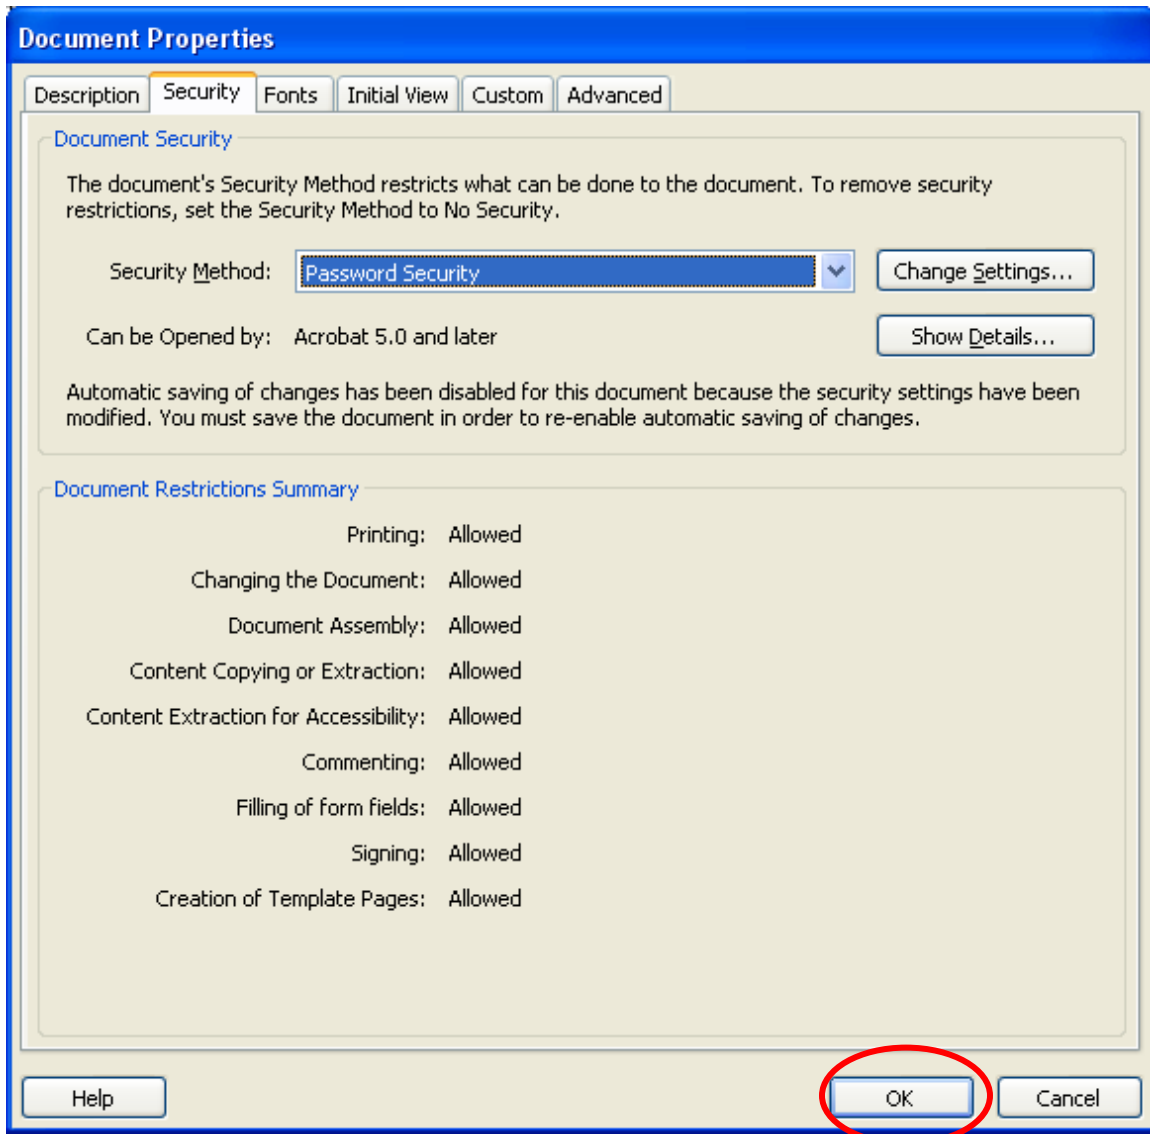 Document Properties
Description Security Fonts Initial View Custom Advanced
Document Security
The document's Security Method restricts what can be done to the document. To remove security
restrictions, set the Security Method to No Security.
Security Method: Password Security Change Settings...
Can be Opened by: Acrobat 5.0 and later Show Details...
Automatic saving of changes has been disabled for this document because the security settings have been
modified. You must save the document in order to re-enable automatic saving of changes.
Document Restrictions Summary
Printing: Allowed
Changing the Document: Allowed
Document Assembly: Allowed
Content Copying or Extraction: Allowed
Content Extraction for Accessibility: Allowed
Commenting: Allowed
Filling of form fields: Allowed
Signing: Allowed
Creation of Template Pages: Allowed
Help OK Cancel